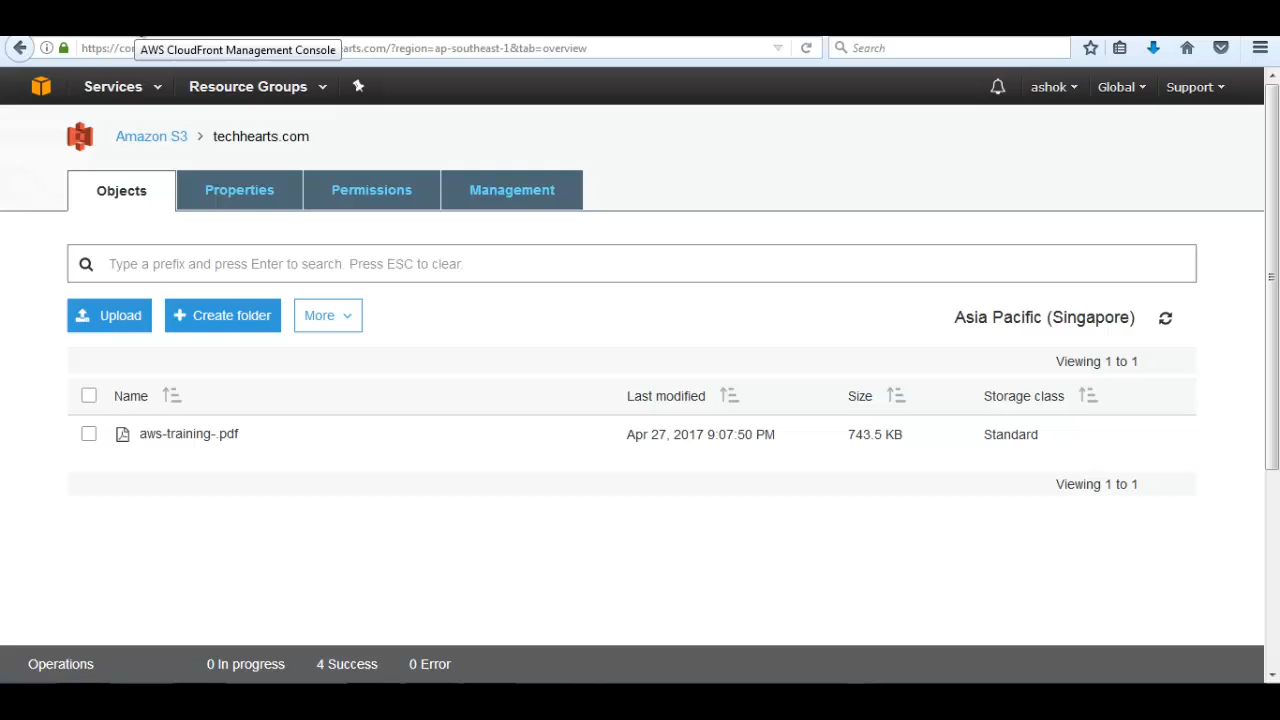 https://co
AWS CloudFront Management Console
rts.com/?region=ap-southeast-1&tab=overview
Search
Services
Resource Groups
ashok
Global
Support
Amazon S3 > techhearts.com
Objects
Properties
Permissions
Management
Type a prefix and press Enter to search. Press ESC to clear.
Upload
Create folder
More
Asia Pacific (Singapore)
Viewing 1 to 1
Name
Last modified
Size
Storage class
aws-training-.pdf
Apr 27, 2017 9:07:50 PM
743.5 KB
Standard
Viewing 1 to 1
Operations
0 In progress
4 Success
0 Error